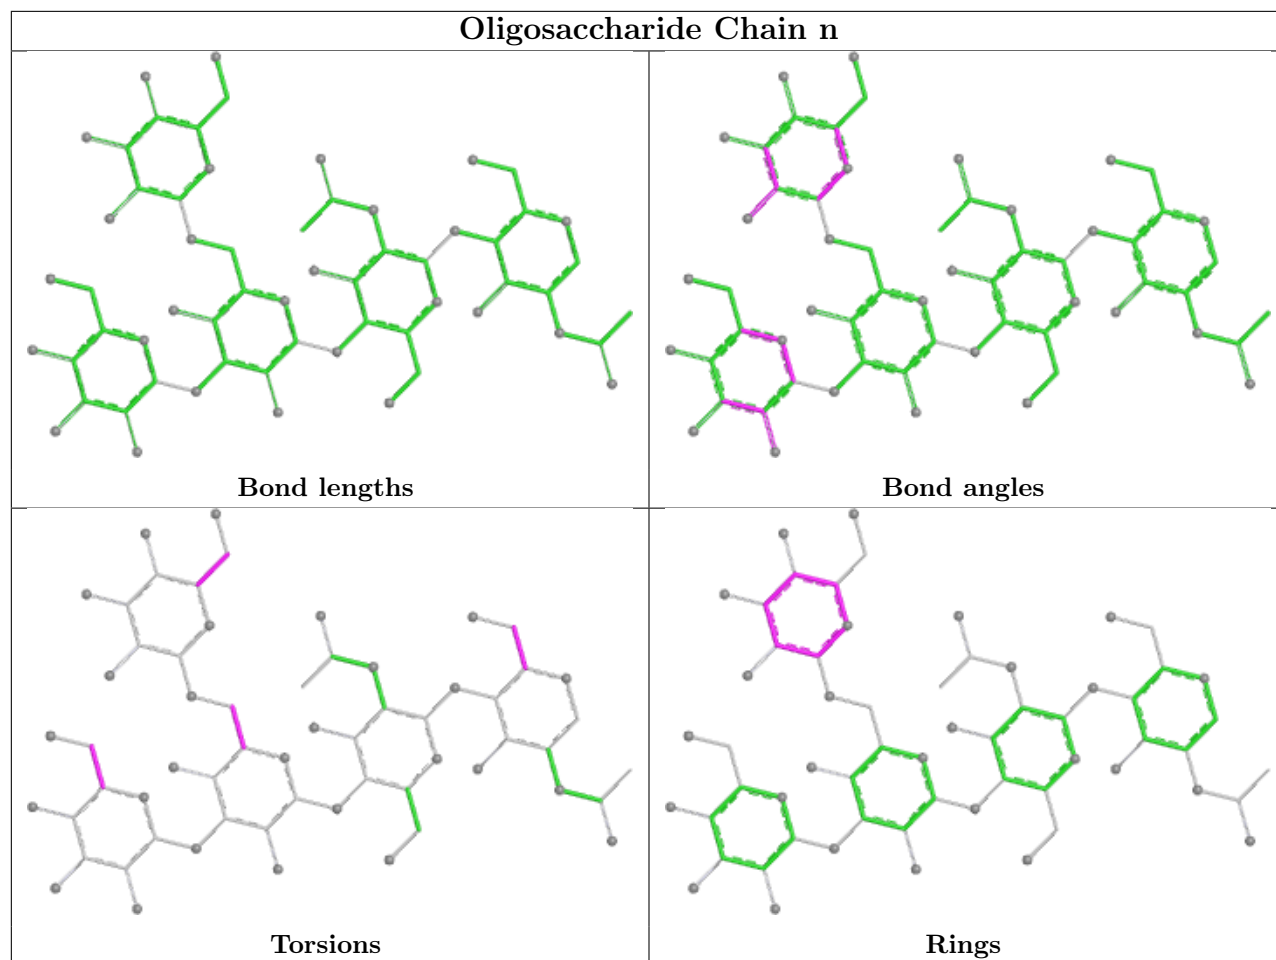 Oligosaccharide Chain n
Bond lengths
Bond angles
Torsions
Rings